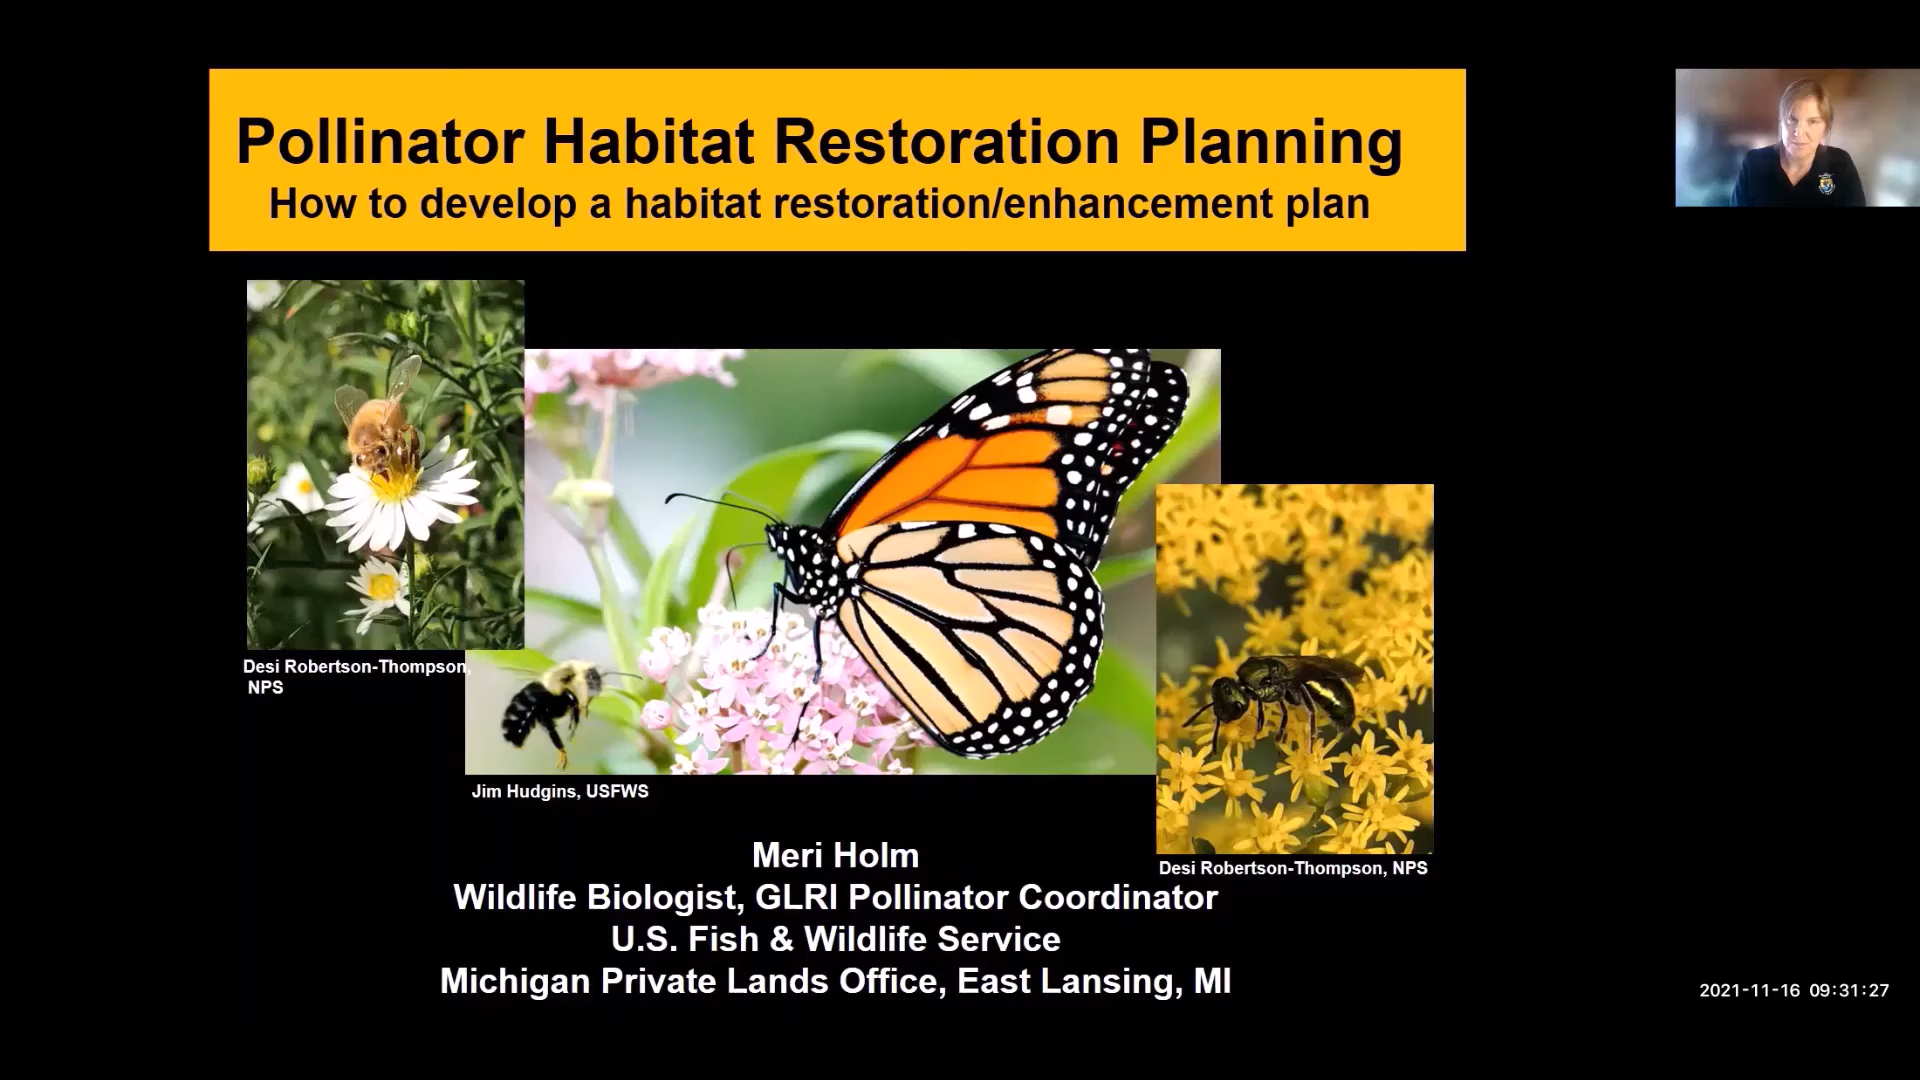 Pollinator Habitat Restoration Planning
How to develop a habitat restoration/enhancement plan
Desi Robertson-Thompson,
NPS
Jim Hudgins, USFWS
Desi Robertson-Thompson, NPS
Meri Holm
Wildlife Biologist, GLRI Pollinator Coordinator
U.S. Fish & Wildlife Service
Michigan Private Lands Office, East Lansing, MI
2021-11-16 09:31:27